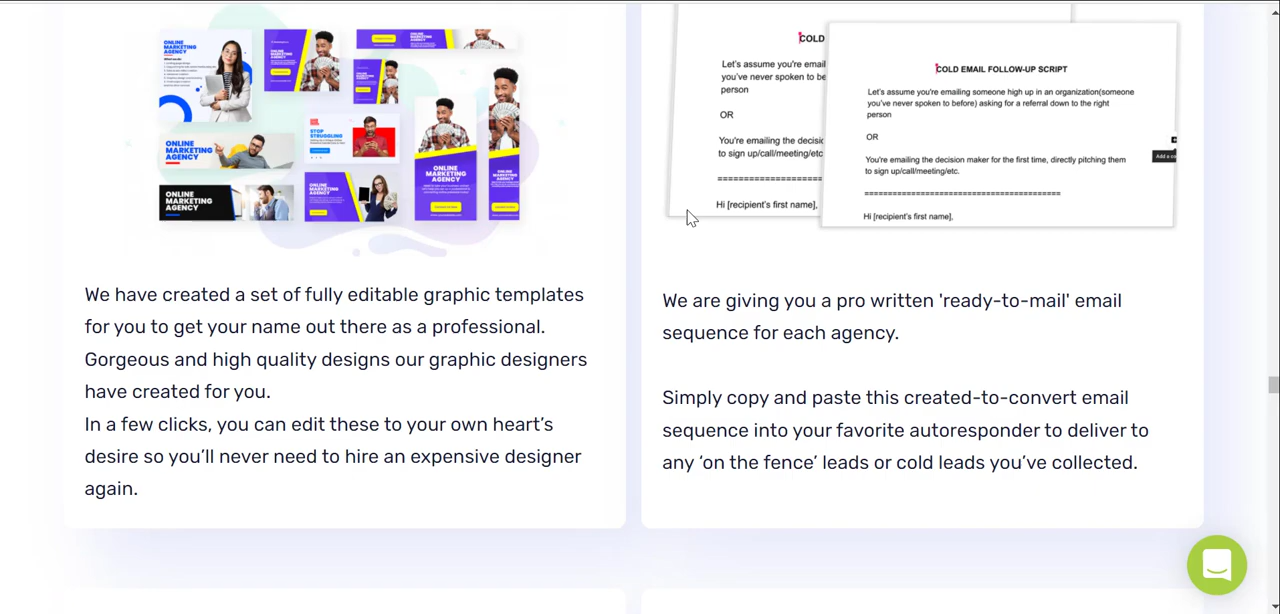 ONLINE
MARKETING
AGENCY
ONLINE
MARKETING
AGENCY
STOP
STRUGGLING
ONLINE
MARKETING
AGENCY
ONLINE
MARKETING
AGENCY
ONLINE
MARKETING
AGENCY
ONLINE
MARKETING
AGENCY
We have created a set of fully editable graphic templates
for you to get your name out there as a professional.
Gorgeous and high quality designs our graphic designers
have created for you.
In a few clicks, you can edit these to your own heart’s
desire so you’ll never need to hire an expensive designer
again.
COLD
Let's assume you're email
you've never spoken to be
person
OR
You're emailing the decisic
to sign up/call/meeting/etc
=====================
Hi [recipient's first name],
COLD EMAIL FOLLOW-UP SCRIPT
Let's assume you're emailing someone high up in an organization(someone
you've never spoken to before) asking for a referral down to the right
person
OR
You're emailing the decision maker for the first time, directly pitching them
to sign up/call/meeting/etc.
========================================
Hi [recipient's first name],
Add a co
We are giving you a pro written 'ready-to-mail' email
sequence for each agency.
Simply copy and paste this created-to-convert email
sequence into your favorite autoresponder to deliver to
any ‘on the fence’ leads or cold leads you’ve collected.